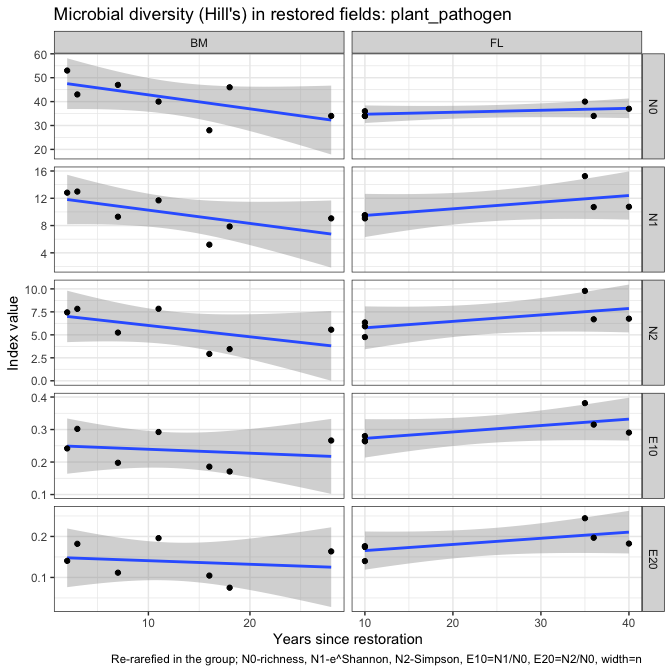 Microbial diversity (Hill's) in restored fields: plant_pathogen
BM
FL
60
50
40
30
20
N0
16
12
8
4
N1
10.0
7.5
5.0
2.5
0.0
N2
0.4
0.3
0.2
0.1
E10
0.2
0.1
E20
Index value
10
20
10
20
30
40
Years since restoration
Re-rarefied in the group; N0-richness, N1-e^Shannon, N2-Simpson, E10=N1/N0, E20=N2/N0, width=n